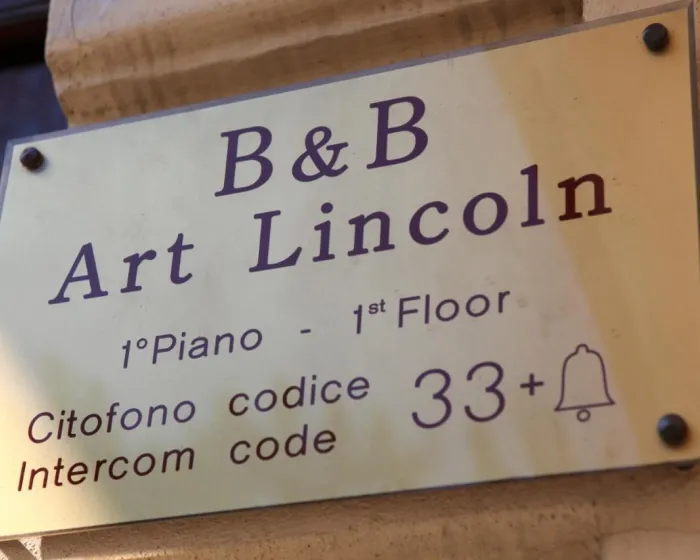 B&B
Art Lincoln
1°Piano - 1st Floor
Citofono codice 33+
Intercom code